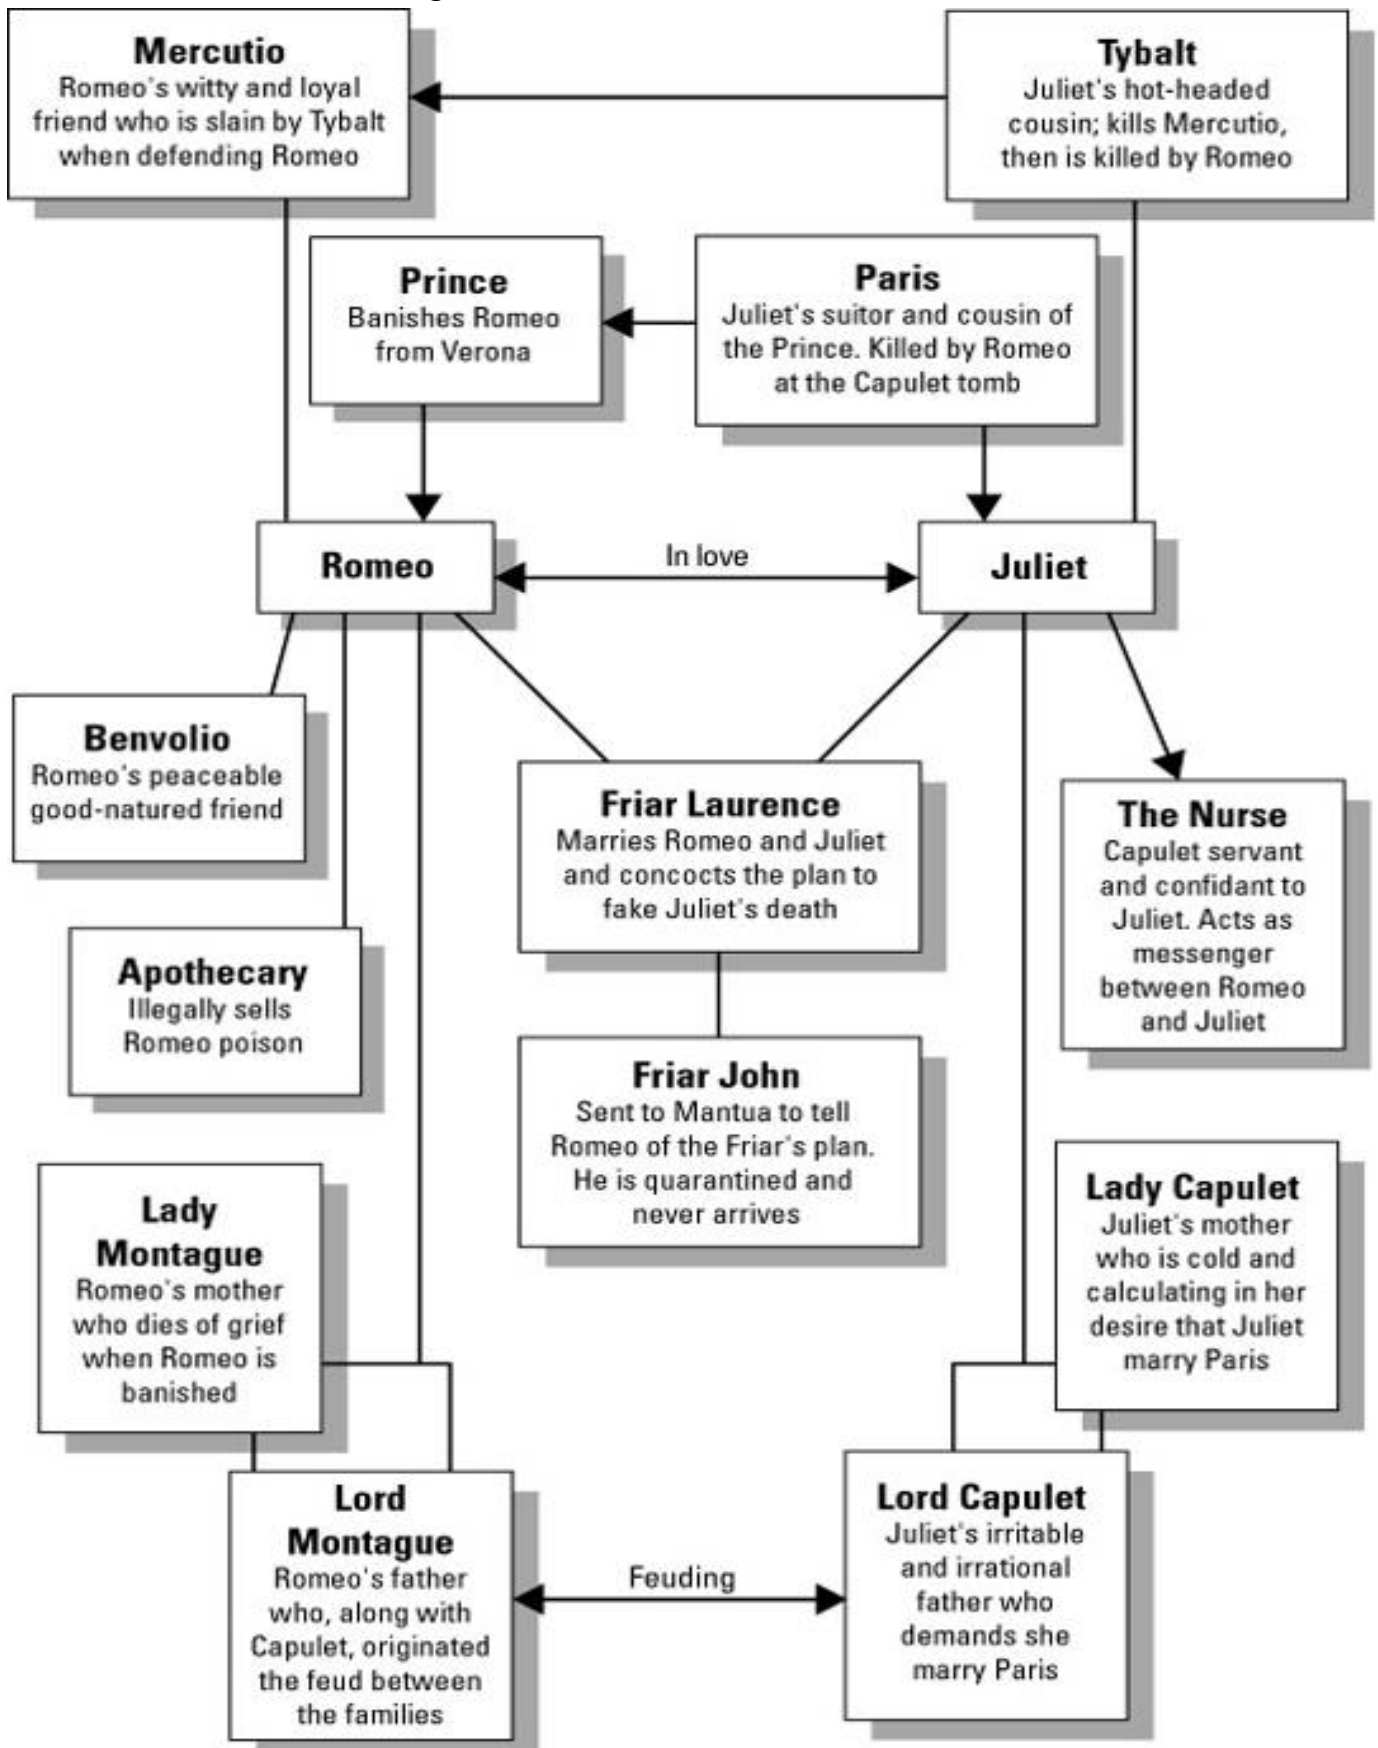 Mercutio
Romeo's witty and loyal
friend who is slain by Tybalt
when defending Romeo
Tybalt
Juliet's hot-headed
cousin; kills Mercutio,
then is killed by Romeo
Prince
Banishes Romeo
from Verona
Paris
Juliet's suitor and cousin of
the Prince. Killed by Romeo
at the Capulet tomb
Romeo
In love
Juliet
Benvolio
Romeo's peaceable
good-natured friend
Friar Laurence
Marries Romeo and Juliet
and concocts the plan to
fake Juliet's death
The Nurse
Capulet servant
and confidant to
Juliet. Acts as
messenger
between Romeo
and Juliet
Apothecary
Illegally sells
Romeo poison
Friar John
Sent to Mantua to tell
Romeo of the Friar's plan.
He is quarantined and
never arrives
Lady
Montague
Romeo's mother
who dies of grief
when Romeo is
banished
Lady Capulet
Juliet's mother
who is cold and
calculating in her
desire that Juliet
marry Paris
Lord
Montague
Romeo's father
who, along with
Capulet, originated
the feud between
the families
Feuding
Lord Capulet
Juliet's irritable
and irrational
father who
demands she
marry Paris